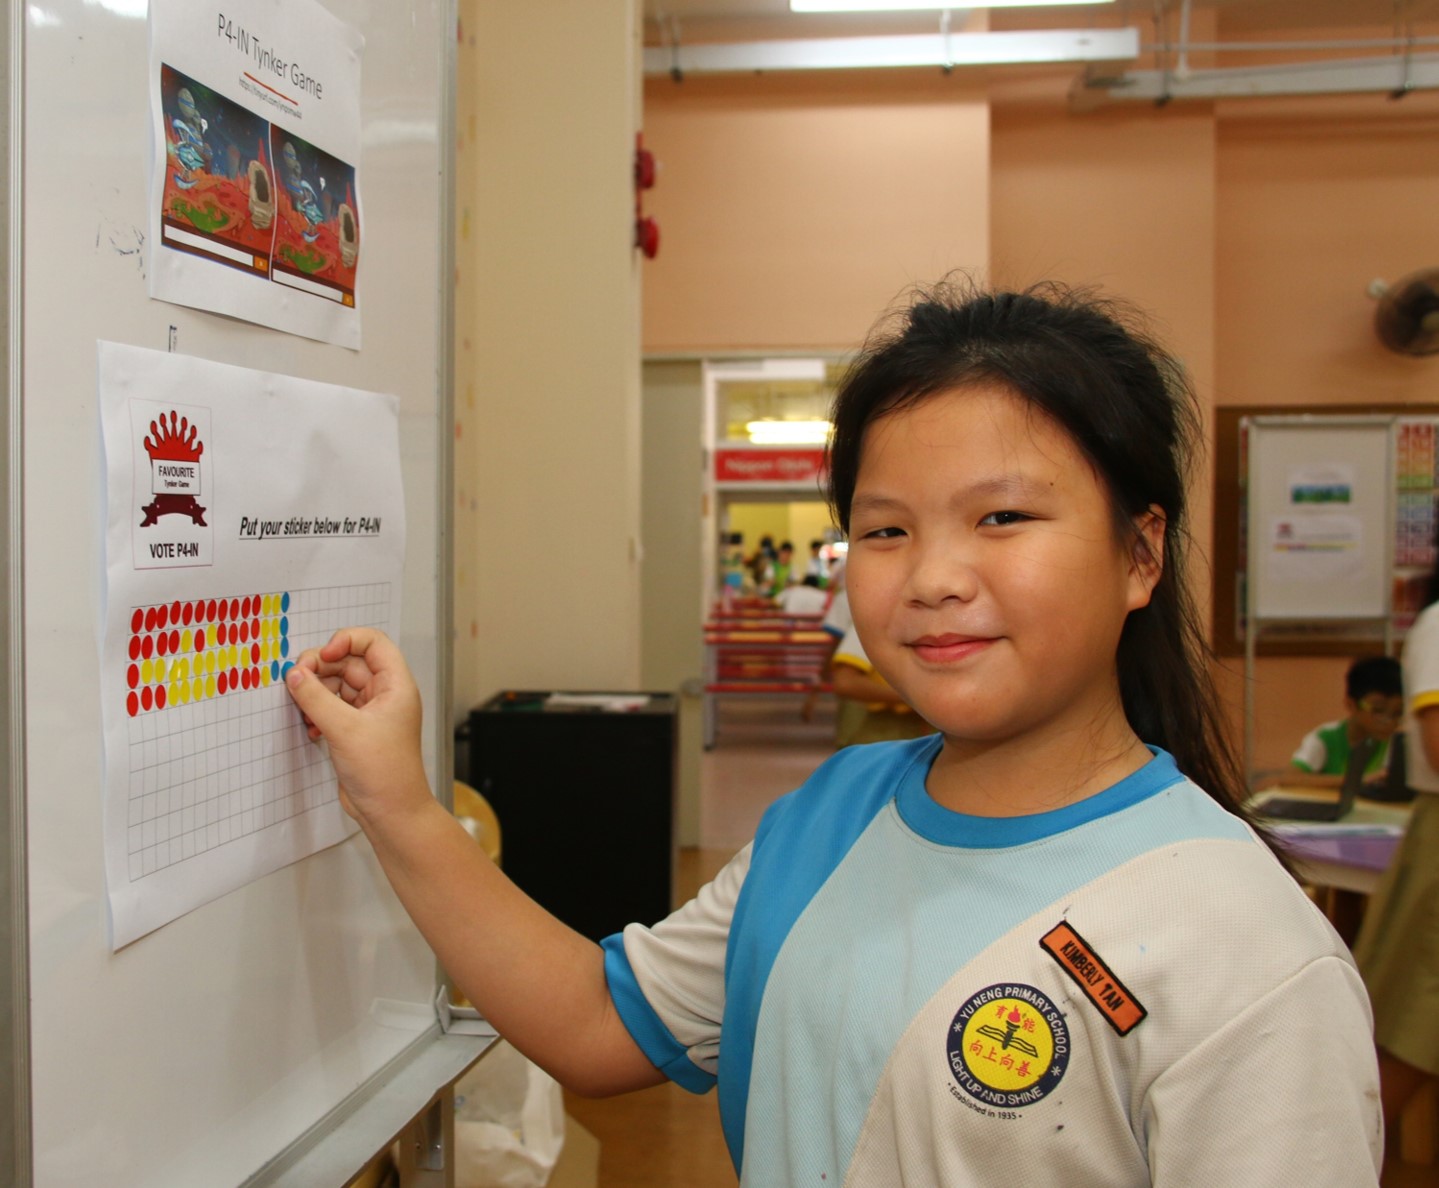 P4-IN Tynker Game
FAVOURITE
Tynker Game
VOTE P4-IN
Put your sticker below for P4-IN
KIMBERLY TAN
YU NENG PRIMARY SCHOOL
育能
向上向善
LIGHT UP AND SHINE
• Established in 1935 •